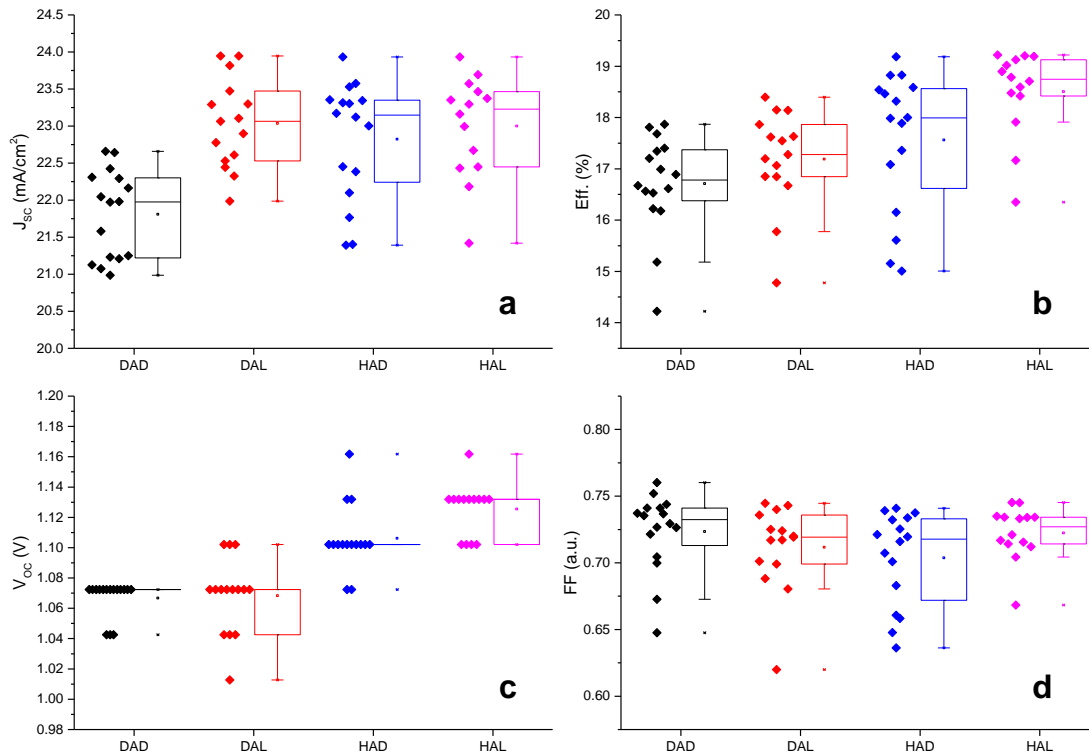 24.5
24.0
23.5
23.0
22.5
22.0
21.5
21.0
20.5
20.0
J_SC (mA/cm²)
DAD DAL HAD HAL
a
20
19
18
17
16
15
14
Eff. (%)
DAD DAL HAD HAL
b
1.20
1.18
1.16
1.14
1.12
1.10
1.08
1.06
1.04
1.02
1.00
0.98
V_OC (V)
DAD DAL HAD HAL
c
0.80
0.75
0.70
0.65
0.60
FF (a.u.)
DAD DAL HAD HAL
d